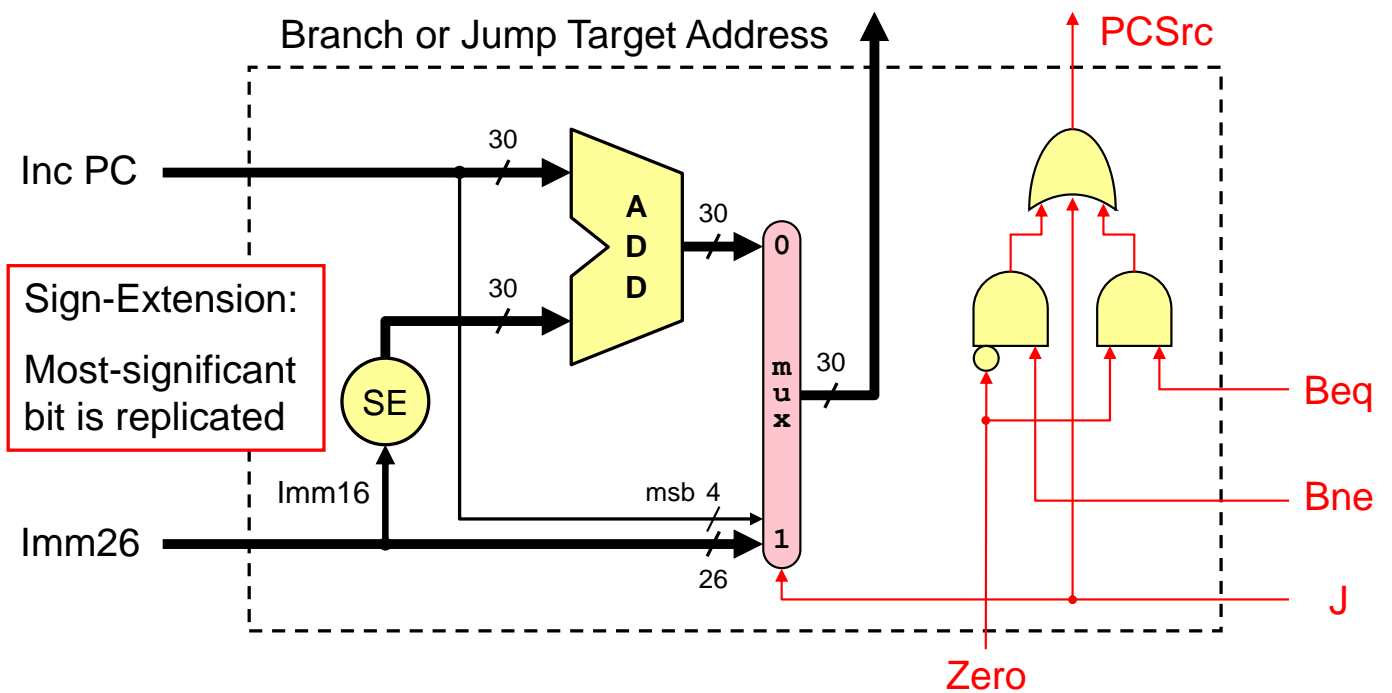 Branch or Jump Target Address
PCSrc
30
Inc PC
A
D
D
30
0
Sign-Extension:
Most-significant
bit is replicated
30
SE
m
u
x
30
Beq
Imm16
msb 4
Bne
Imm26
1
26
J
Zero